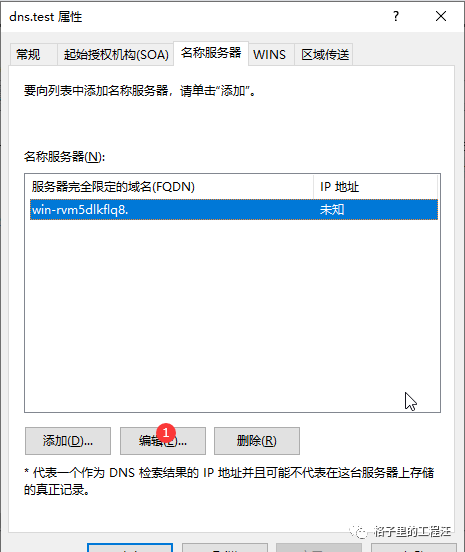 dns.test 属性
?
常规 起始授权机构(SOA) 名称服务器 WINS 区域传送
要向列表中添加名称服务器，请单击“添加”。
名称服务器(N):
服务器完全限定的域名(FQDN) IP 地址
win-rvm5dlkflq8. 未知
1
添加(D)... 编辑(E)... 删除(R)
* 代表一个作为 DNS 检索结果的 IP 地址并且可能不代表在这台服务器上存储
的真正记录。
格子里的工程汪